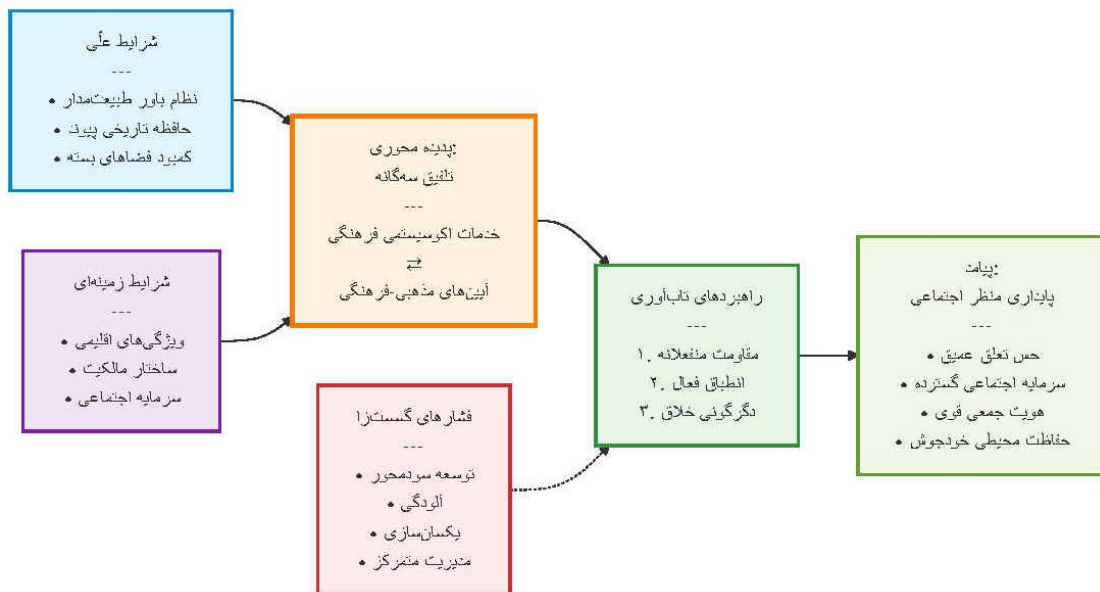 شرایط علّی
---
• نظام باور طبیعت‌مدار
• حافظه تاریخی پیوند
• کمبود فضاهای بسته
شرایط زمینه‌ای
---
• ویژگی‌های اقلیمی
• ساختار مالکیت
• سرمایه اجتماعی
پدیده محوری:
تلفیق سه‌گانه
---
خدمات اکوسیستمی فرهنگی
⇄
آیین‌های مذهبی-فرهنگی
فشارهای گسست‌زا
---
• توسعه سودمحور
• آلودگی
• یکسان‌سازی
• مدیریت متمرکز
راهبردهای تاب‌آوری
---
۱. مقاومت منفعلانه
۲. انطباق فعال
۳. دگرگونی خلاق
پیامد:
پایداری منظر اجتماعی
---
• حس تعلق عمیق
• سرمایه اجتماعی گسترده
• هویت جمعی قوی
• حفاظت محیطی خودجوش